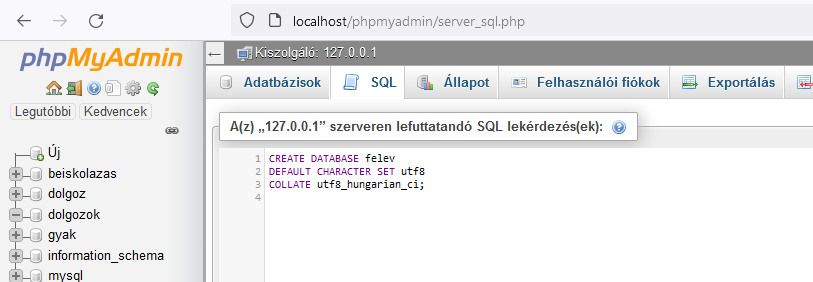 localhost/phpmyadmin/server_sql.php
phpMyAdmin
Legutóbbi Kedvencek
Új
beiskolazas
dolgoz
dolgozok
gyak
information_schema
mysql
Kiszolgáló: 127.0.0.1
Adatbázisok SQL Állapot Felhasználói fiókok Exportálás
A(z) „127.0.0.1” szerveren lefuttatandó SQL lekérdezés(ek):
1 CREATE DATABASE felev
2 DEFAULT CHARACTER SET utf8
3 COLLATE utf8_hungarian_ci;
4